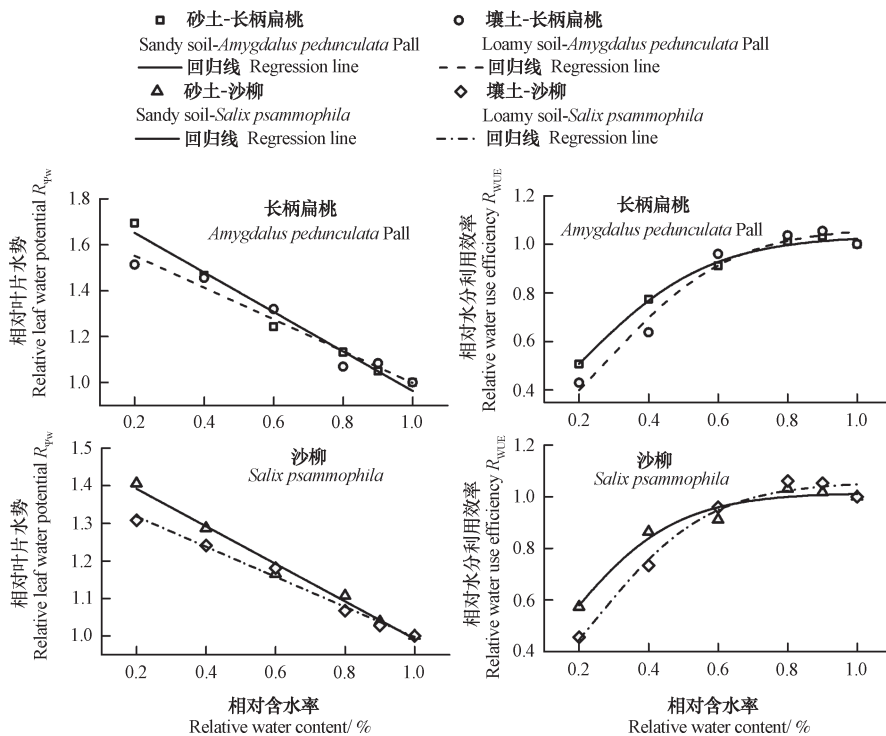 砂土-长柄扁桃
Sandy soil-Amygdalus pedunculata Pall
回归线 Regression line
砂土-沙柳
Sandy soil-Salix psammophila
回归线 Regression line
壤土-长柄扁桃
Loamy soil-Amygdalus pedunculata Pall
回归线 Regression line
壤土-沙柳
Loamy soil-Salix psammophila
回归线 Regression line
相对叶片水势
Relative leaf water potential RΨw
1.8
1.6
1.4
1.2
1.0
长柄扁桃
Amygdalus pedunculata Pall
0.2 0.4 0.6 0.8 1.0
相对水分利用效率
Relative water use efficiency RWUE
1.2
1.0
0.8
0.6
0.4
长柄扁桃
Amygdalus pedunculata Pall
0.2 0.4 0.6 0.8 1.0
相对叶片水势
Relative leaf water potential RΨw
1.5
1.4
1.3
1.2
1.1
1.0
沙柳
Salix psammophila
0.2 0.4 0.6 0.8 1.0
相对含水率
Relative water content/ %
相对水分利用效率
Relative water use efficiency RWUE
1.2
1.0
0.8
0.6
0.4
沙柳
Salix psammophila
0.2 0.4 0.6 0.8 1.0
相对含水率
Relative water content/ %